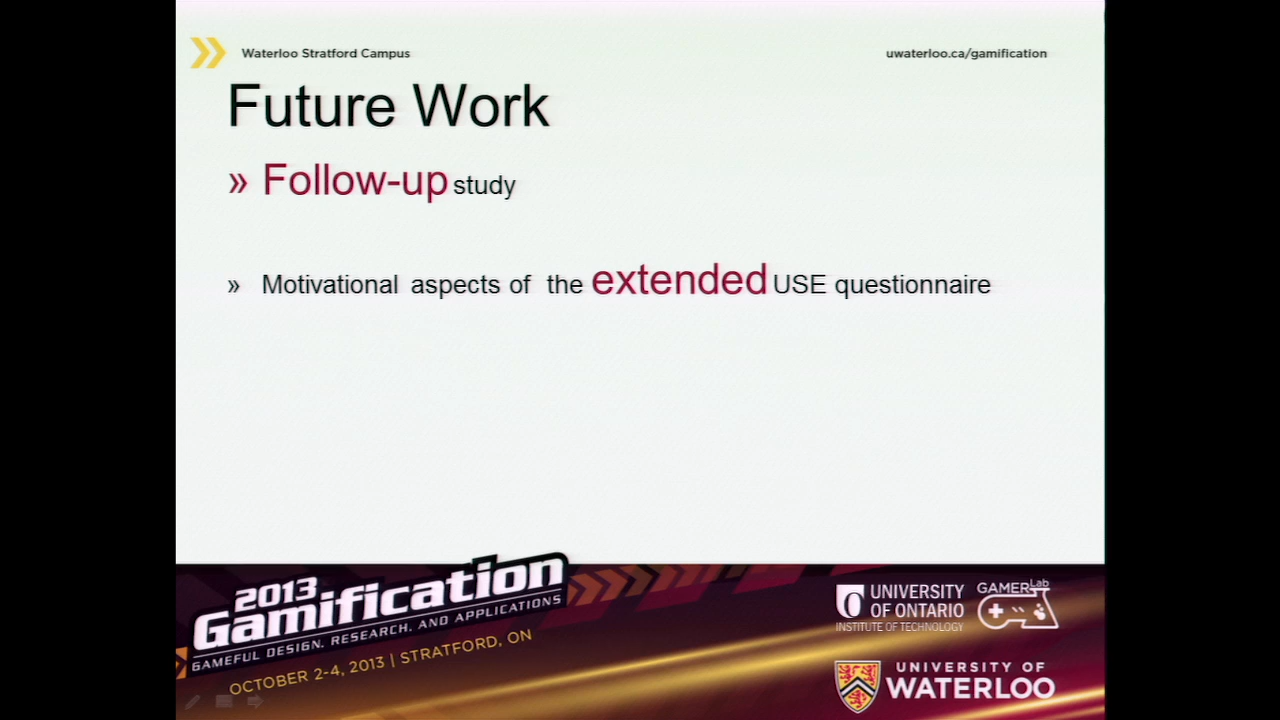 Waterloo Stratford Campus
uwaterloo.ca/gamification
Future Work
» Follow-up study
» Motivational aspects of the extended USE questionnaire
2013
Gamification
GAMEFUL DESIGN, RESEARCH, AND APPLICATIONS
OCTOBER 2-4, 2013 | STRATFORD, ON
UNIVERSITY
OF ONTARIO
INSTITUTE OF TECHNOLOGY
GAMER Lab
UNIVERSITY OF
WATERLOO